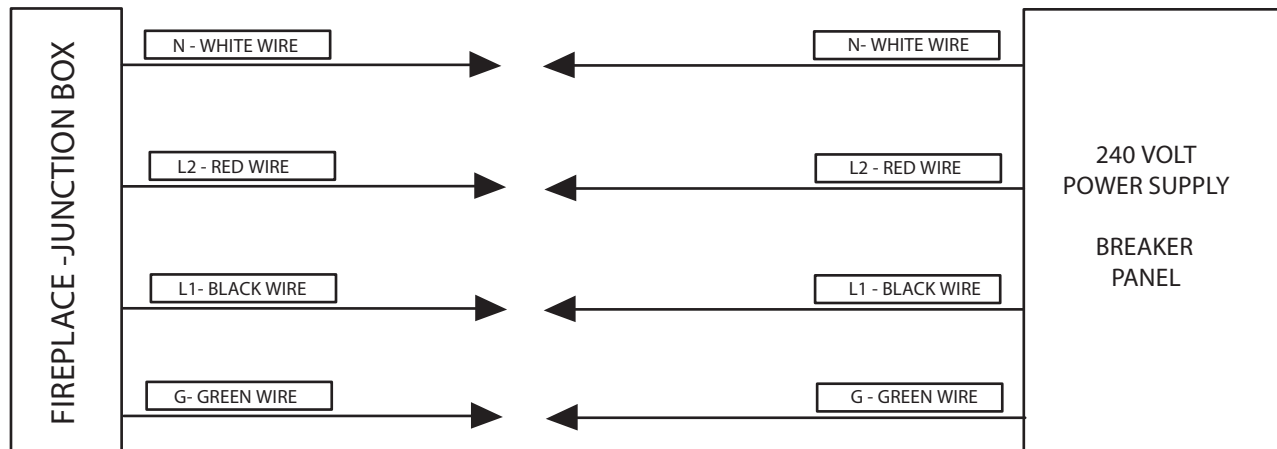 FIREPLACE -JUNCTION BOX
N - WHITE WIRE
N- WHITE WIRE
L2 - RED WIRE
L2 - RED WIRE
L1- BLACK WIRE
L1 - BLACK WIRE
G- GREEN WIRE
G - GREEN WIRE
240 VOLT
POWER SUPPLY
BREAKER
PANEL